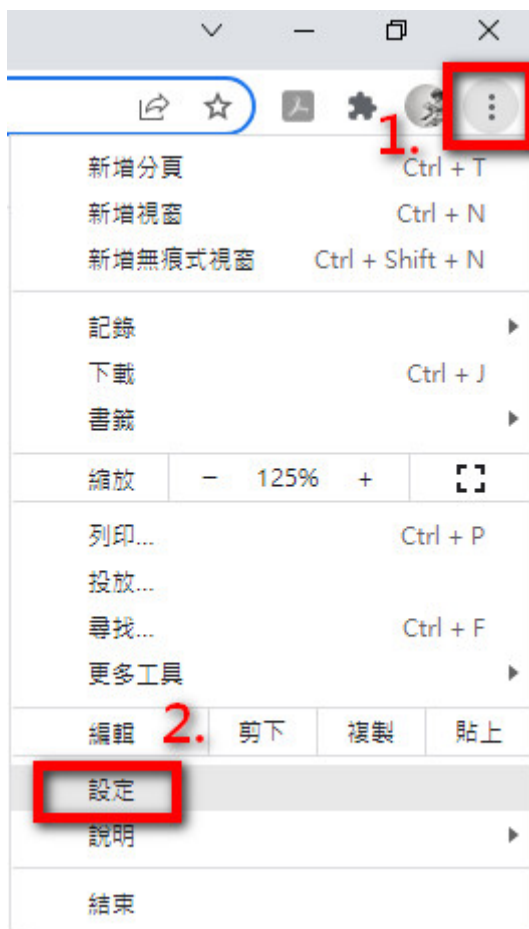 1.
新增分頁 Ctrl + T
新增視窗 Ctrl + N
新增無痕式視窗 Ctrl + Shift + N
記錄
下載 Ctrl + J
書籤
縮放 − 125% +
列印... Ctrl + P
投放...
尋找... Ctrl + F
更多工具
編輯 2. 剪下 複製 貼上
設定
說明
結束